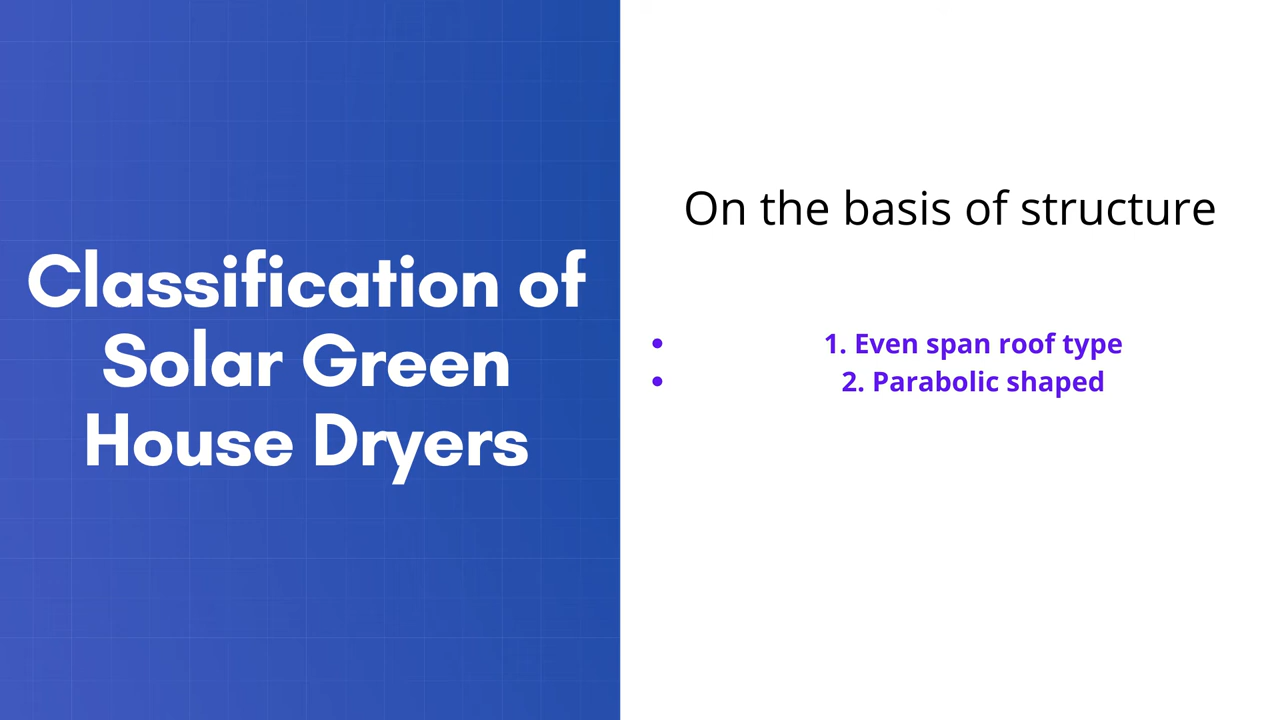 Classification of
Solar Green
House Dryers
On the basis of structure
• 1. Even span roof type
• 2. Parabolic shaped